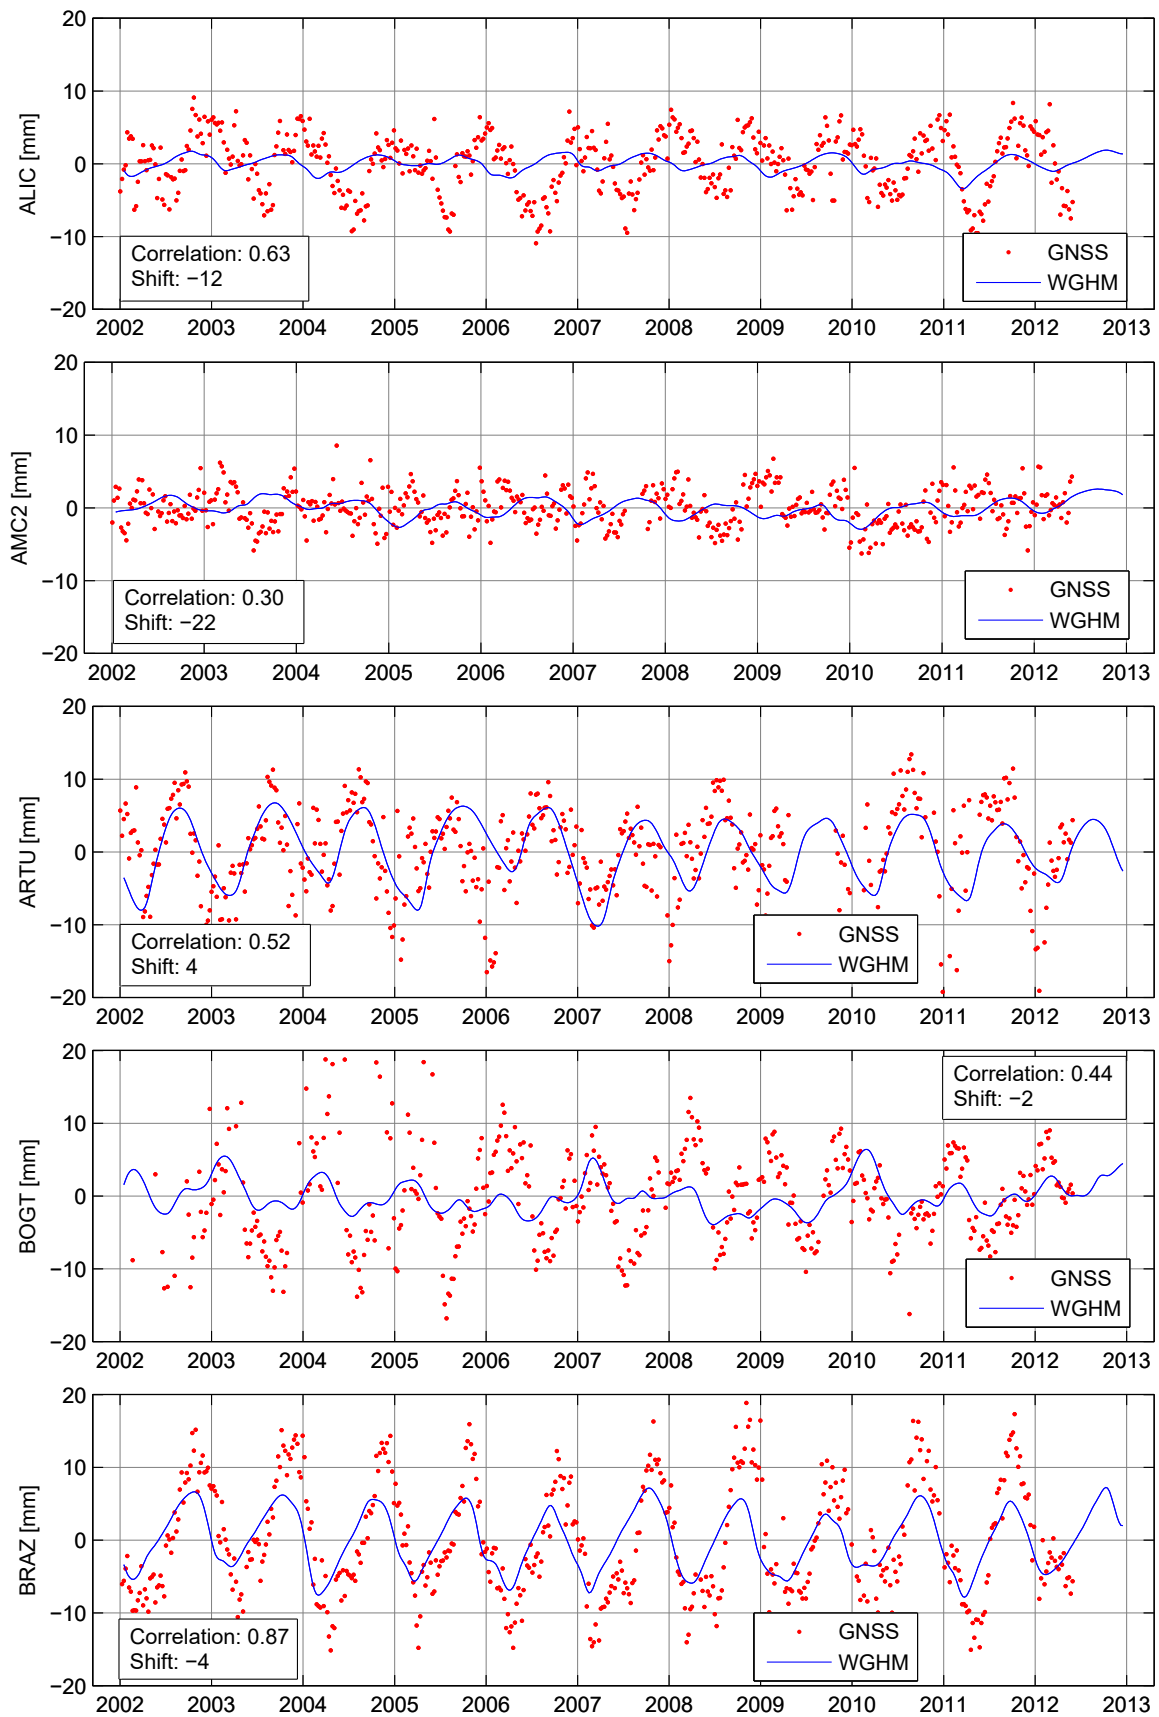 20
10
0
−10
−20
ALIC [mm]
Correlation: 0.63
Shift: −12
GNSS
WGHM
2002 2003 2004 2005 2006 2007 2008 2009 2010 2011 2012 2013
20
10
0
−10
−20
AMC2 [mm]
Correlation: 0.30
Shift: −22
GNSS
WGHM
2002 2003 2004 2005 2006 2007 2008 2009 2010 2011 2012 2013
20
10
0
−10
−20
ARTU [mm]
Correlation: 0.52
Shift: 4
GNSS
WGHM
2002 2003 2004 2005 2006 2007 2008 2009 2010 2011 2012 2013
20
10
0
−10
−20
BOGT [mm]
Correlation: 0.44
Shift: −2
GNSS
WGHM
2002 2003 2004 2005 2006 2007 2008 2009 2010 2011 2012 2013
20
10
0
−10
−20
BRAZ [mm]
Correlation: 0.87
Shift: −4
GNSS
WGHM
2002 2003 2004 2005 2006 2007 2008 2009 2010 2011 2012 2013